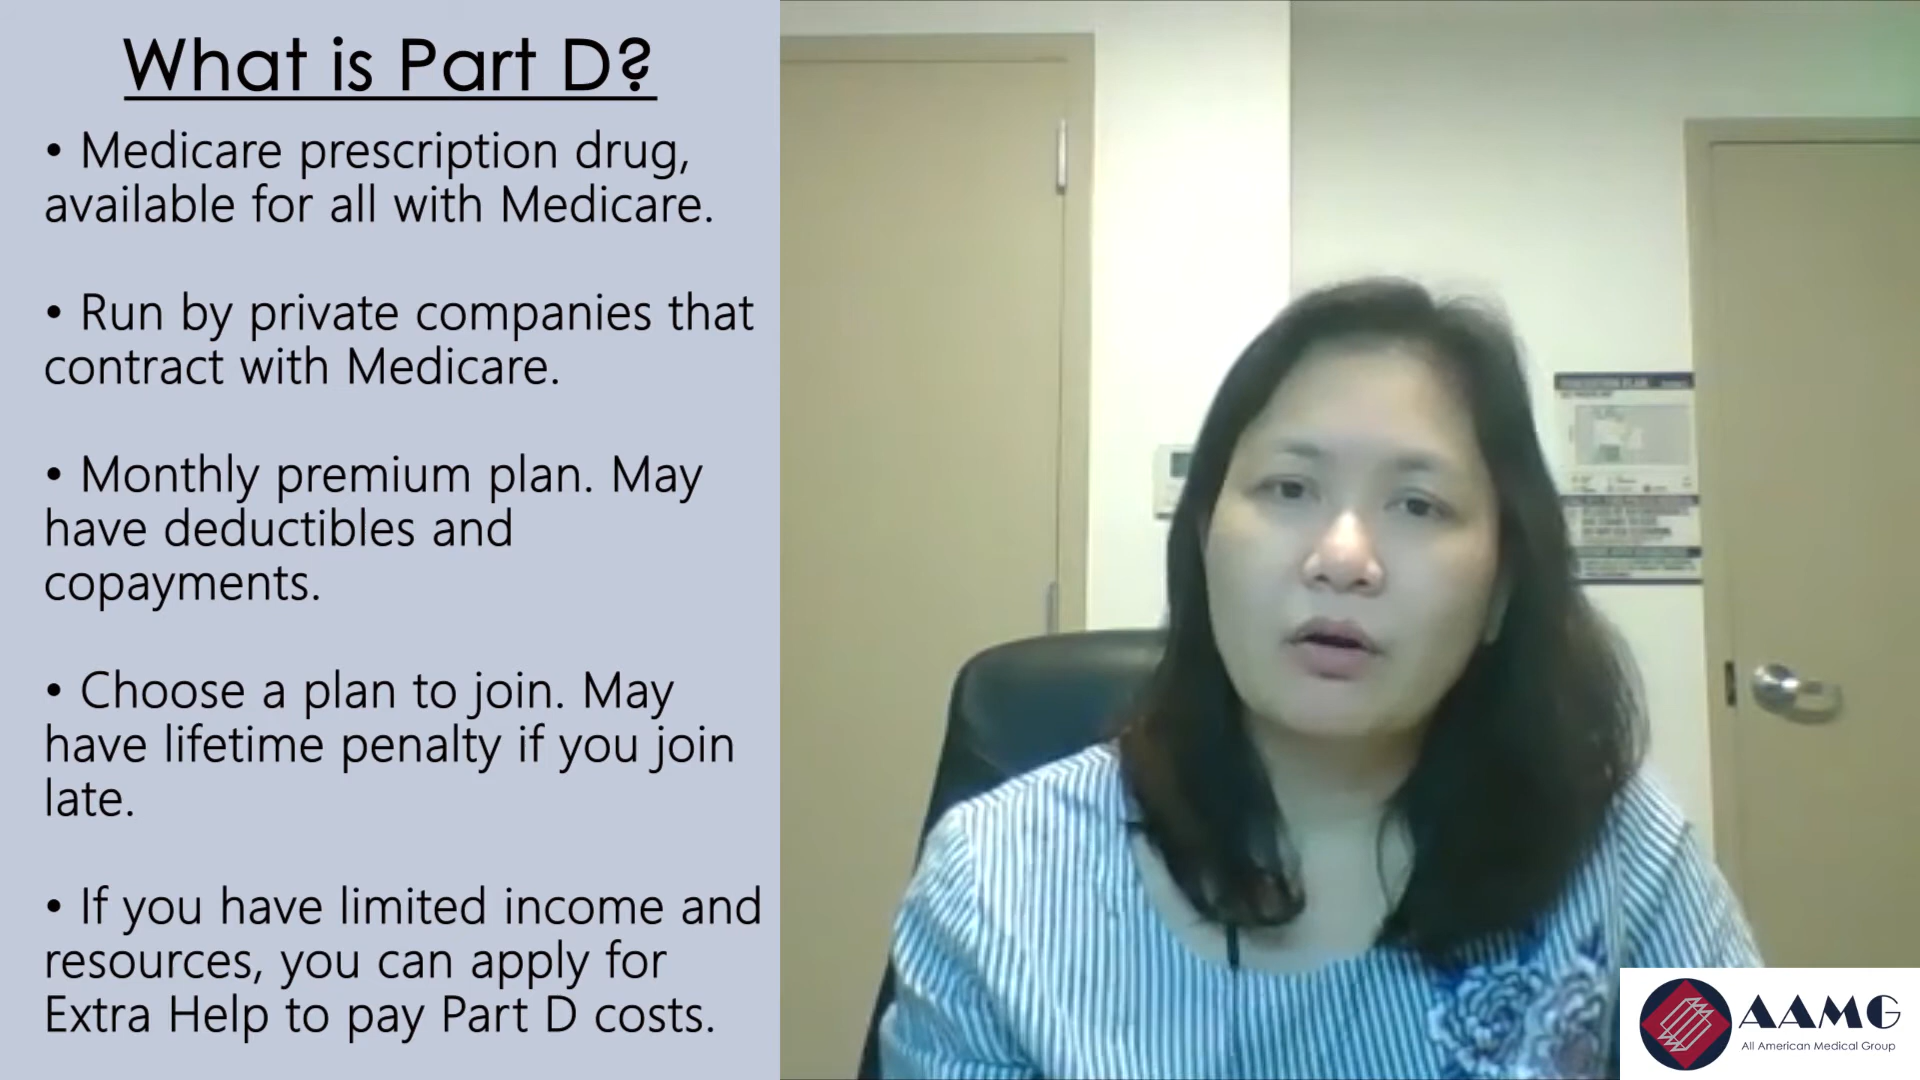 What is Part D?
• Medicare prescription drug,
available for all with Medicare.
• Run by private companies that
contract with Medicare.
• Monthly premium plan. May
have deductibles and
copayments.
• Choose a plan to join. May
have lifetime penalty if you join
late.
• If you have limited income and
resources, you can apply for
Extra Help to pay Part D costs.
AAMG
All American Medical Group